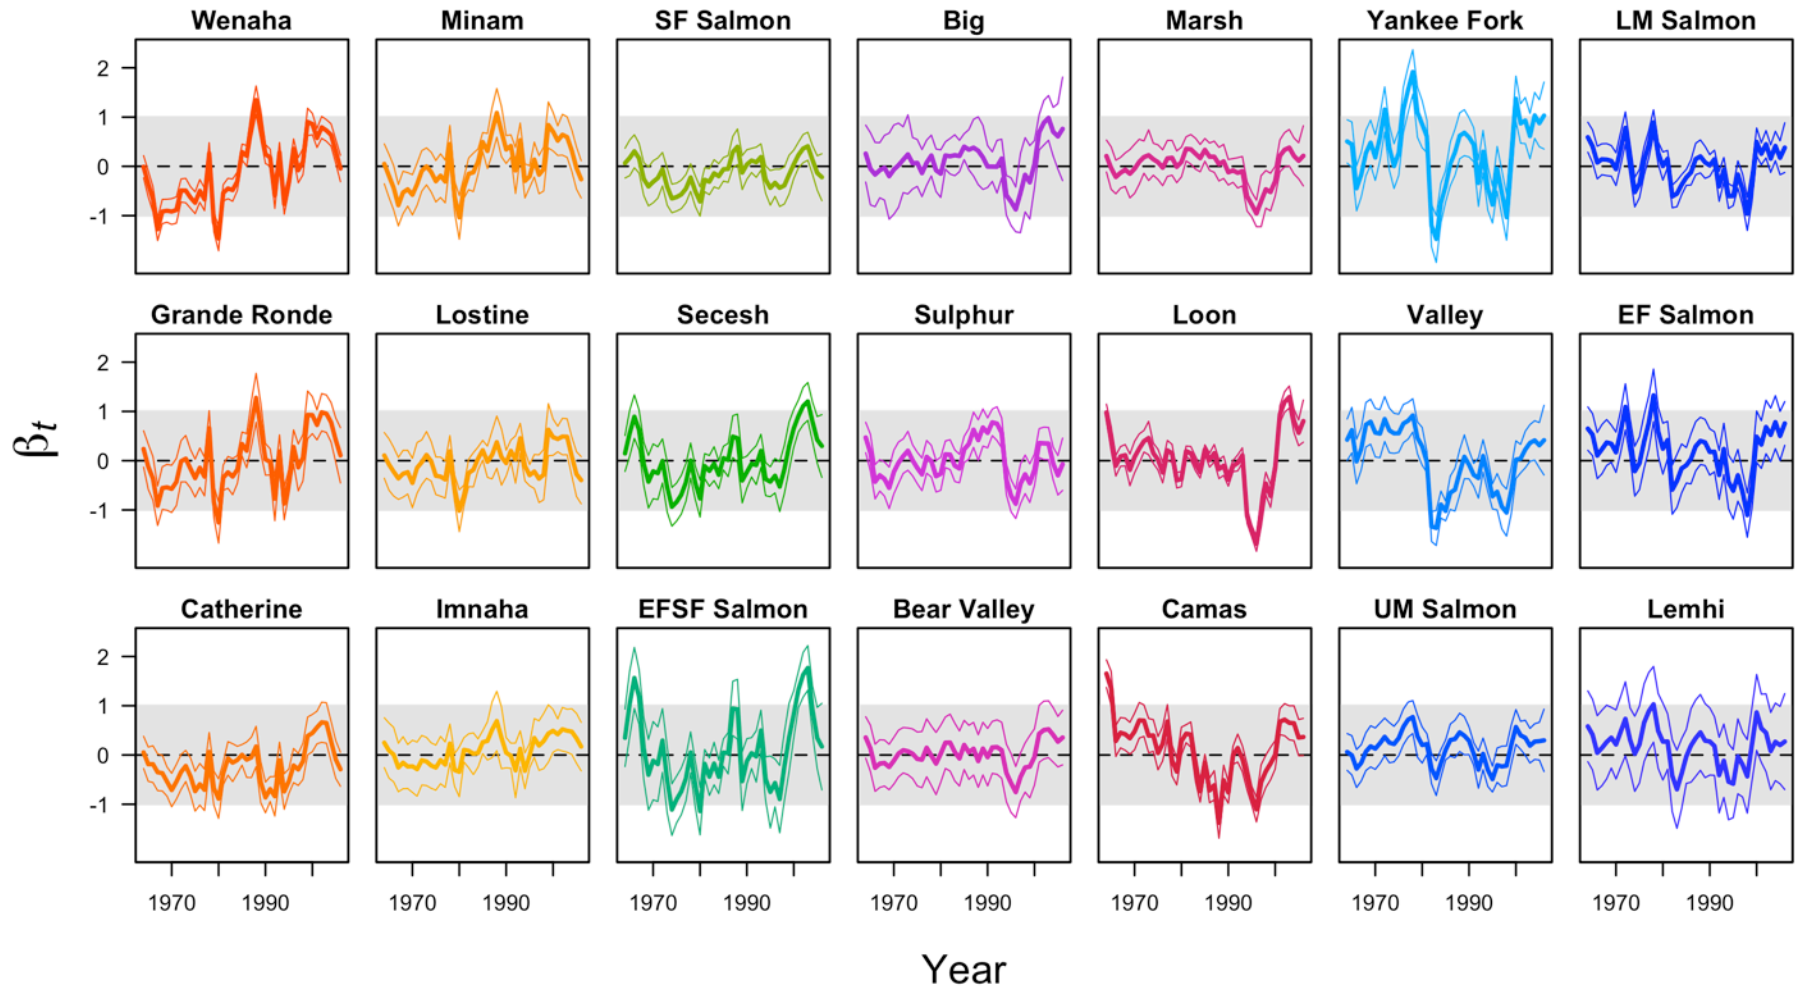 Wenaha Minam SF Salmon Big Marsh Yankee Fork LM Salmon
2
1
0
-1
Grande Ronde Lostine Secesh Sulphur Loon Valley EF Salmon
2
1
0
-1
βt
Catherine Imnaha EFSF Salmon Bear Valley Camas UM Salmon Lemhi
2
1
0
-1
1970 1990 1970 1990 1970 1990 1970 1990 1970 1990 1970 1990 1970 1990
Year